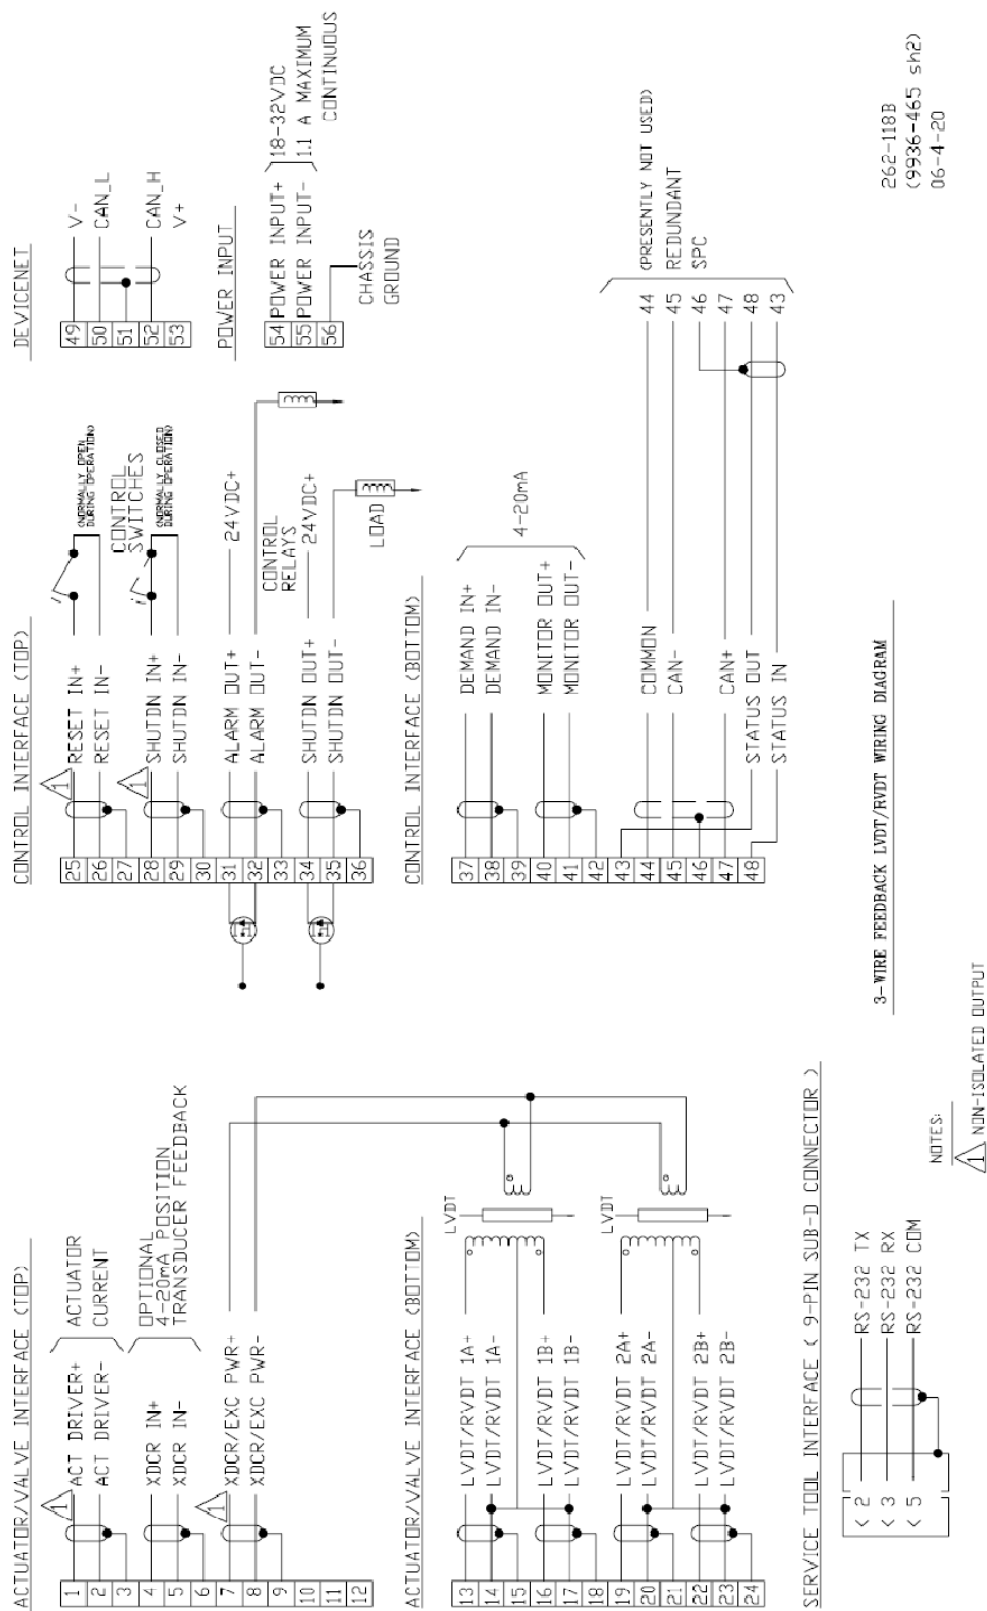 ACTUATOR/VALVE INTERFACE (TOP)
1 ACT DRIVER+
2 ACT DRIVER-
3
ACTUATOR
CURRENT
4 XDCR IN+
5 XDCR IN-
6
OPTIONAL
4-20mA POSITION
TRANSDUCER FEEDBACK
7 XDCR/EXC PWR+
8 XDCR/EXC PWR-
9
10
11
12
1
1
ACTUATOR/VALVE INTERFACE (BOTTOM)
13 LVDT/RVDT 1A+
14 LVDT/RVDT 1A-
15
16 LVDT/RVDT 1B+
17 LVDT/RVDT 1B-
18
19 LVDT/RVDT 2A+
20 LVDT/RVDT 2A-
21
22 LVDT/RVDT 2B+
23 LVDT/RVDT 2B-
24
LVDT
LVDT
SERVICE TOOL INTERFACE ( 9-PIN SUB-D CONNECTOR )
< 2 RS-232 TX
< 3 RS-232 RX
< 5 RS-232 COM
NOTES:
1 NON-ISOLATED OUTPUT
CONTROL INTERFACE (TOP)
25 RESET IN+
26 RESET IN-
27
28 SHUTDN IN+
29 SHUTDN IN-
30
31 ALARM OUT+
32 ALARM OUT-
33
34 SHUTDN OUT+
35 SHUTDN OUT-
36
1
1
(NORMALLY OPEN
DURING OPERATION)
CONTROL
SWITCHES
(NORMALLY CLOSED
DURING OPERATION)
24VDC+
CONTROL
RELAYS
24VDC+
LOAD
CONTROL INTERFACE (BOTTOM)
37 DEMAND IN+
38 DEMAND IN-
39
40 MONITOR OUT+
41 MONITOR OUT-
42
4-20mA
43
44 COMMON
45 CAN-
46
47 CAN+
48 STATUS OUT
STATUS IN
44 (PRESENTLY NOT USED)
45 REDUNDANT
46 SPC
47
48
43
DEVICENET
49 V-
50 CAN_L
51
52 CAN_H
53 V+
POWER INPUT
54 POWER INPUT+
55 POWER INPUT-
56
18-32VDC
1.1 A MAXIMUM
CONTINUOUS
CHASSIS
GROUND
3-WIRE FEEDBACK LVDT/RVDT WIRING DIAGRAM
262-118B
(9936-465 sh2)
06-4-20